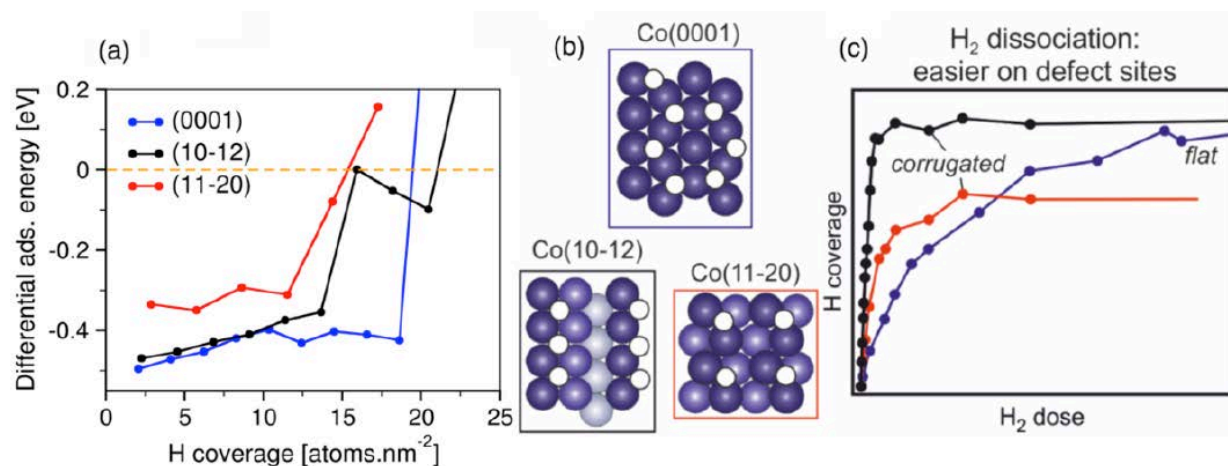 (a)
Differential ads. energy [eV]
0.2
0
-0.2
-0.4
(0001)
(10-12)
(11-20)
0 5 10 15 20 25
H coverage [atoms.nm-2]
(b)
Co(0001)
Co(10-12)
Co(11-20)
(c)
H2 dissociation:
easier on defect sites
corrugated
flat
H coverage
H2 dose